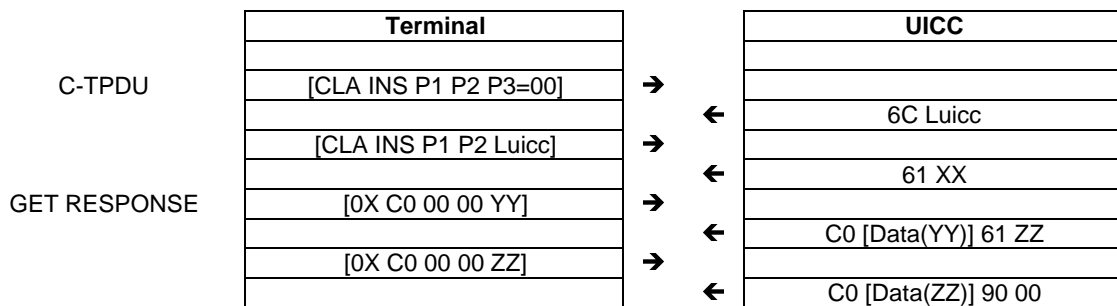 Terminal UICC
C-TPDU [CLA INS P1 P2 P3=00] ➔
🡸 6C Luicc
[CLA INS P1 P2 Luicc] ➔
🡸 61 XX
GET RESPONSE [0X C0 00 00 YY] ➔
🡸 C0 [Data(YY)] 61 ZZ
[0X C0 00 00 ZZ] ➔
🡸 C0 [Data(ZZ)] 90 00